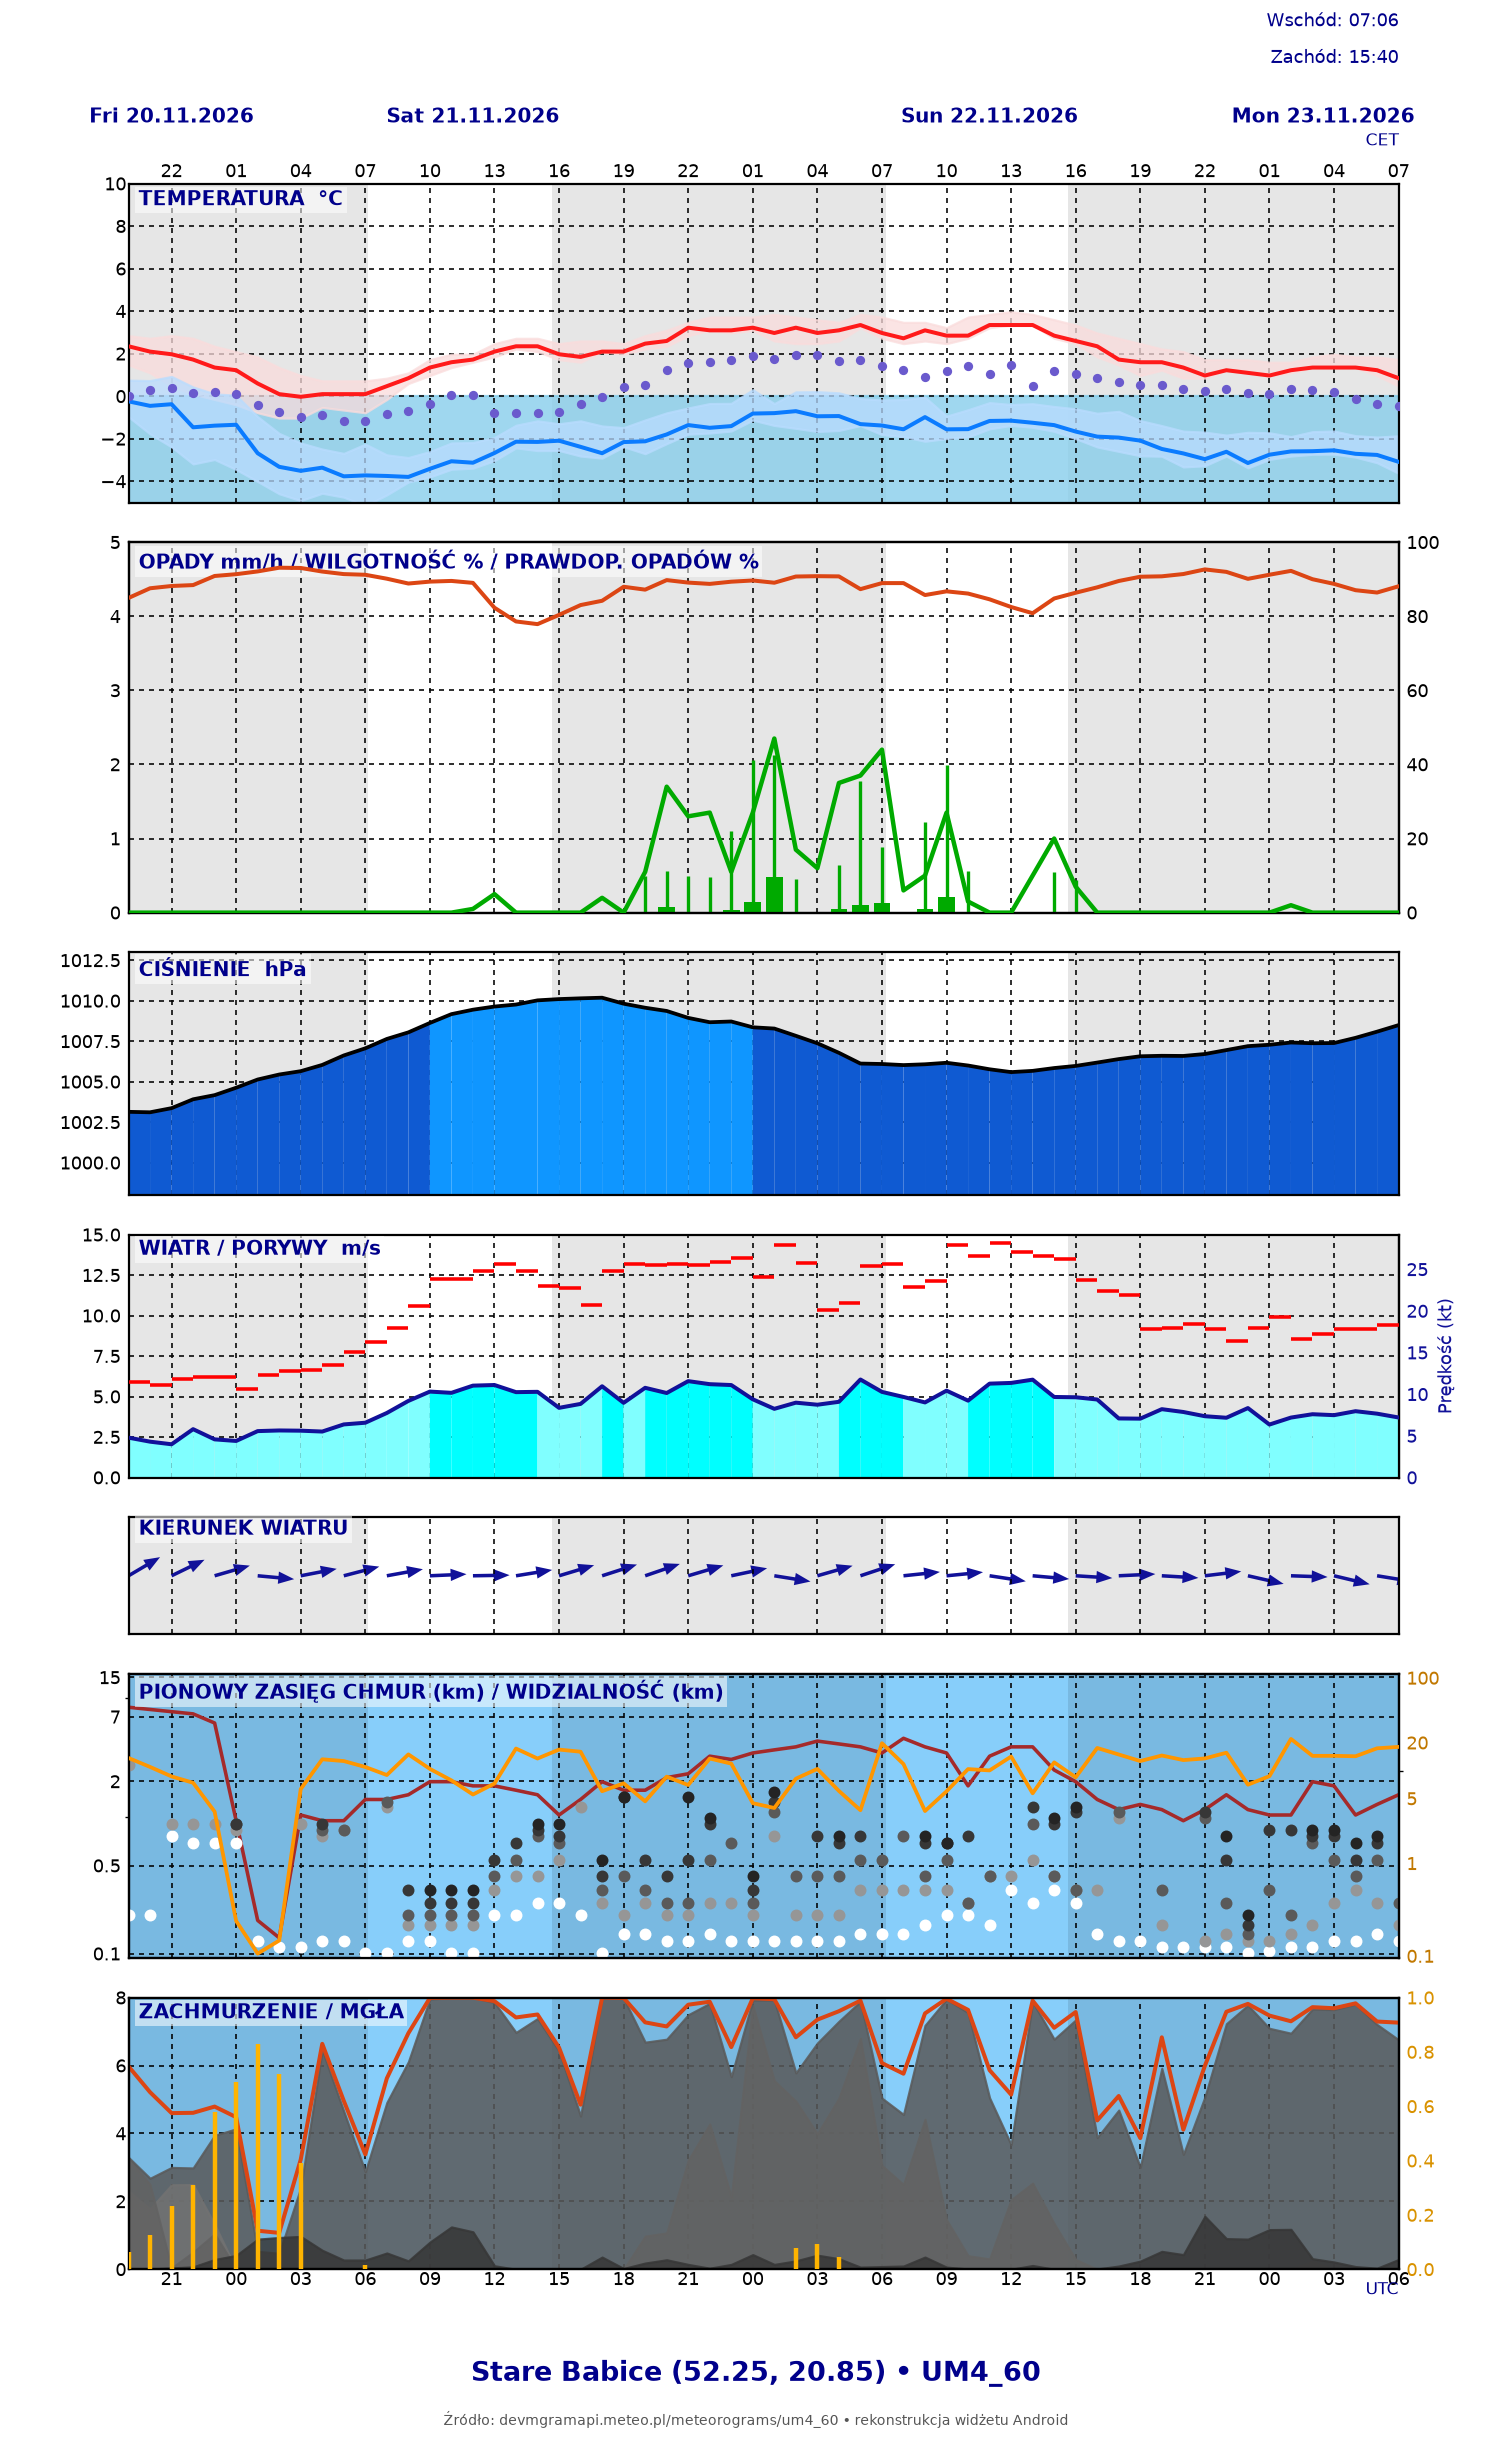 Wschód: 07:06
Zachód: 15:40
Fri 20.11.2026 Sat 21.11.2026 Sun 22.11.2026 Mon 23.11.2026
CET
22 01 04 07 10 13 16 19 22 01 04 07 10 13 16 19 22 01 04 07
TEMPERATURA °C
10
8
6
4
2
0
−2
−4
OPADY mm/h / WILGOTNOŚĆ % / PRAWDOP. OPADÓW %
5 100
4 80
3 60
2 40
1 20
0 0
CIŚNIENIE hPa
1012.5
1010.0
1007.5
1005.0
1002.5
1000.0
WIATR / PORYWY m/s
15.0
12.5 25
10.0 20
7.5 15
5.0 10
2.5 5
0.0 0
Prędkość (kt)
KIERUNEK WIATRU
PIONOWY ZASIĘG CHMUR (km) / WIDZIALNOŚĆ (km)
15 100
7 20
2 5
0.5 1
0.1 0.1
ZACHMURZENIE / MGŁA
8 1.0
6 0.8
0.6
4 0.4
2 0.2
0 0.0
21 00 03 06 09 12 15 18 21 00 03 06 09 12 15 18 21 00 03 06
UTC
Stare Babice (52.25, 20.85) • UM4_60
Źródło: devmgramapi.meteo.pl/meteorograms/um4_60 • rekonstrukcja widżetu Android